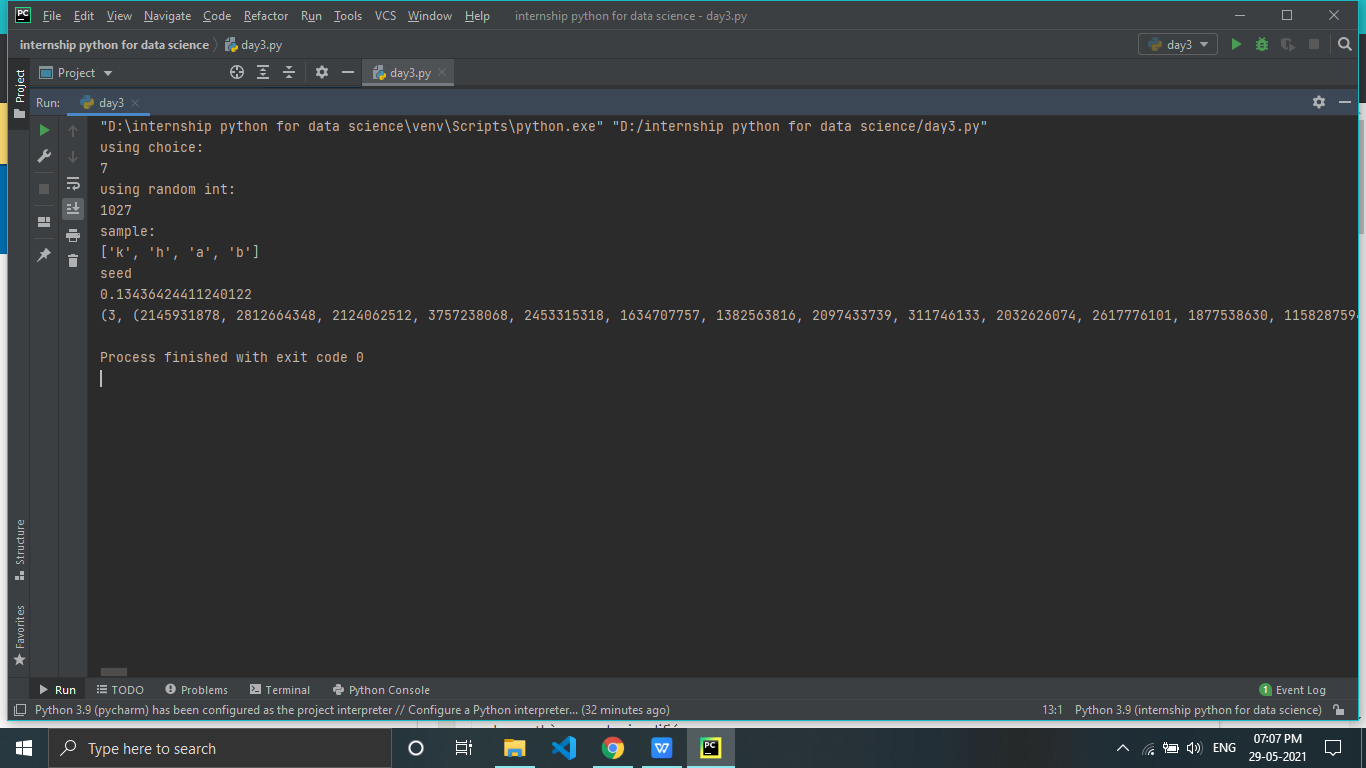 PC File Edit View Navigate Code Refactor Run Tools VCS Window Help internship python for data science - day3.py
internship python for data science day3.py day3
Project day3.py
Project
Run: day3
"D:\internship python for data science\venv\Scripts\python.exe" "D:/internship python for data science/day3.py"
using choice:
7
using random int:
1027
sample:
['k', 'h', 'a', 'b']
seed
0.13436424411240122
(3, (2145931878, 2812664348, 2124062512, 3757238068, 2453315318, 1634707757, 1382563816, 2097433739, 311746133, 2032626074, 2617776101, 1877538630, 1158287594
Process finished with exit code 0
Structure
Favorites
Run TODO Problems Terminal Python Console 1 Event Log
Python 3.9 (pycharm) has been configured as the project interpreter // Configure a Python interpreter... (32 minutes ago) 13:1 Python 3.9 (internship python for data science)
Type here to search W PC ENG 07:07 PM
29-05-2021